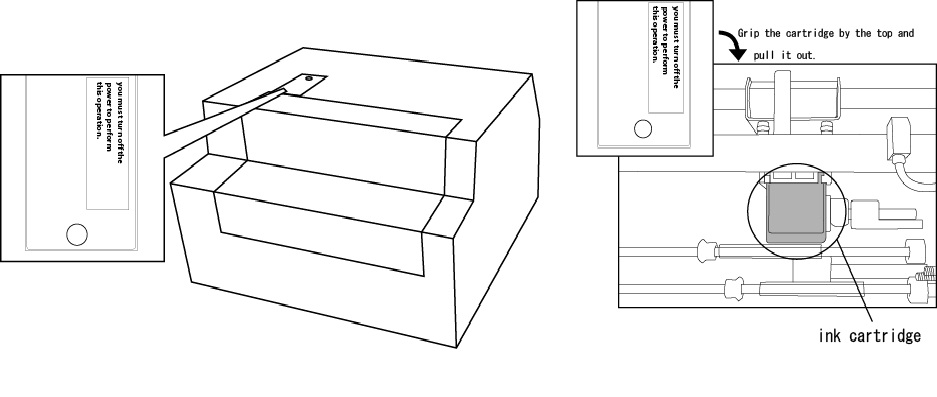 you must turn off the
power to perform
this operation.
you must turn off the
power to perform
this operation.
Grip the cartridge by the top and
pull it out.
ink cartridge